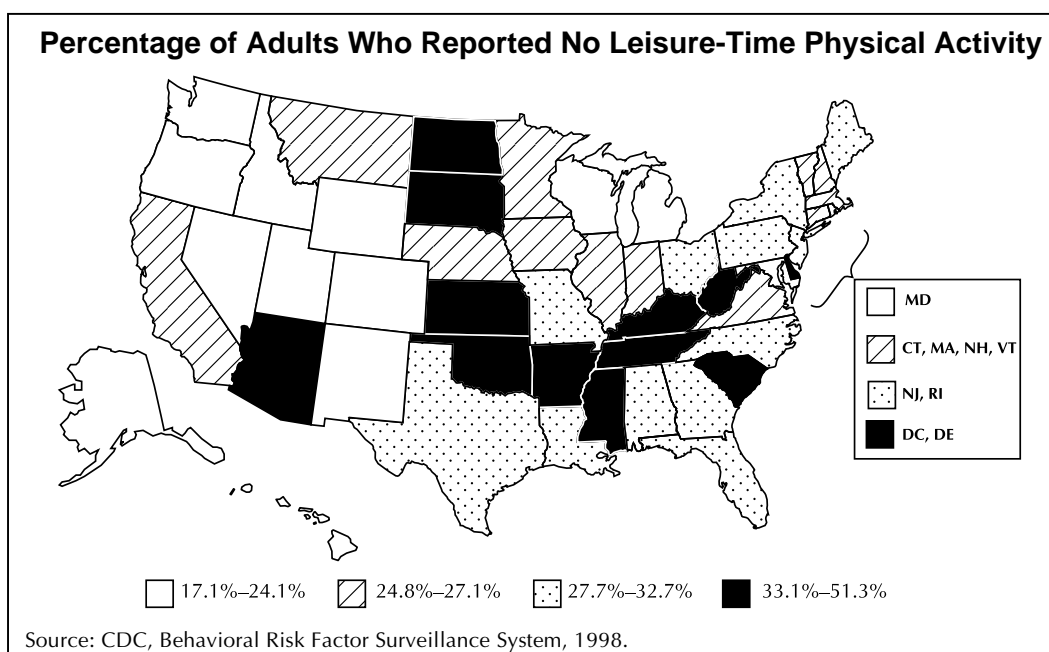 Percentage of Adults Who Reported No Leisure-Time Physical Activity
MD
CT, MA, NH, VT
NJ, RI
DC, DE
17.1%–24.1% 24.8%–27.1% 27.7%–32.7% 33.1%–51.3%
Source: CDC, Behavioral Risk Factor Surveillance System, 1998.